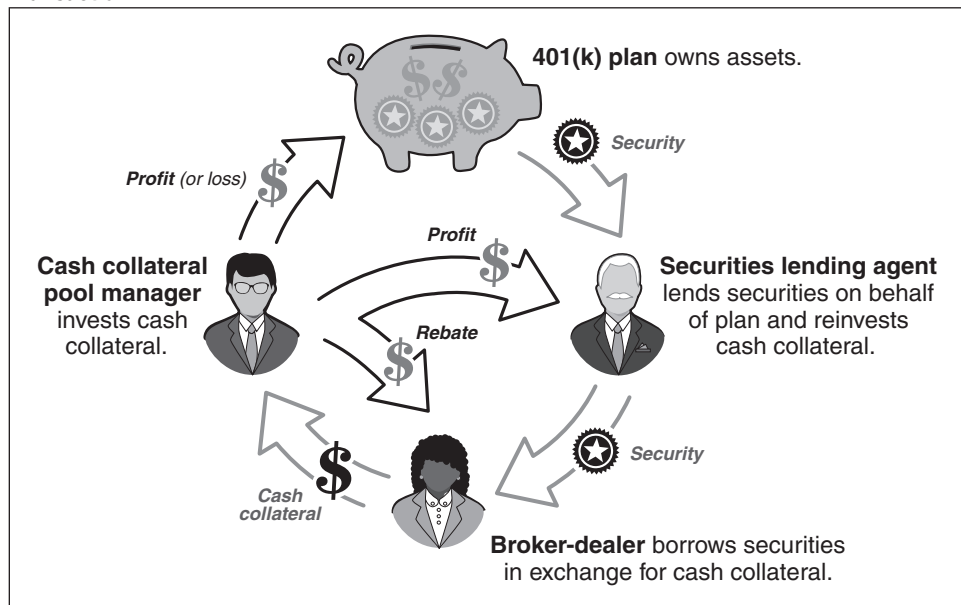 401(k) plan owns assets.
Security
Profit (or loss)
Profit
Cash collateral
pool manager
invests cash
collateral.
Securities lending agent
lends securities on behalf
of plan and reinvests
cash collateral.
Rebate
Security
Cash
collateral
Broker-dealer borrows securities
in exchange for cash collateral.